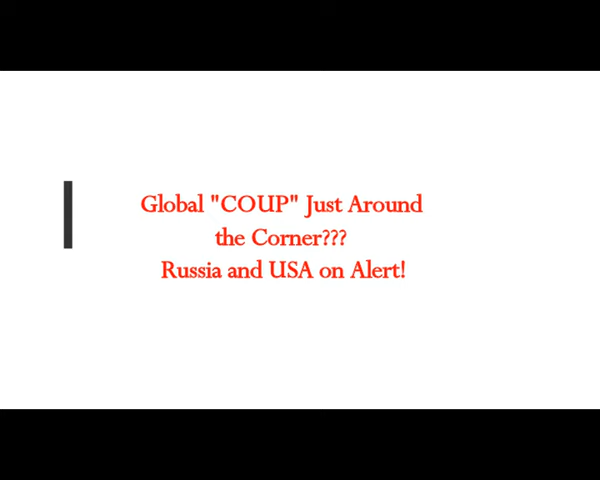 Global "COUP" Just Around
the Corner???
Russia and USA on Alert!